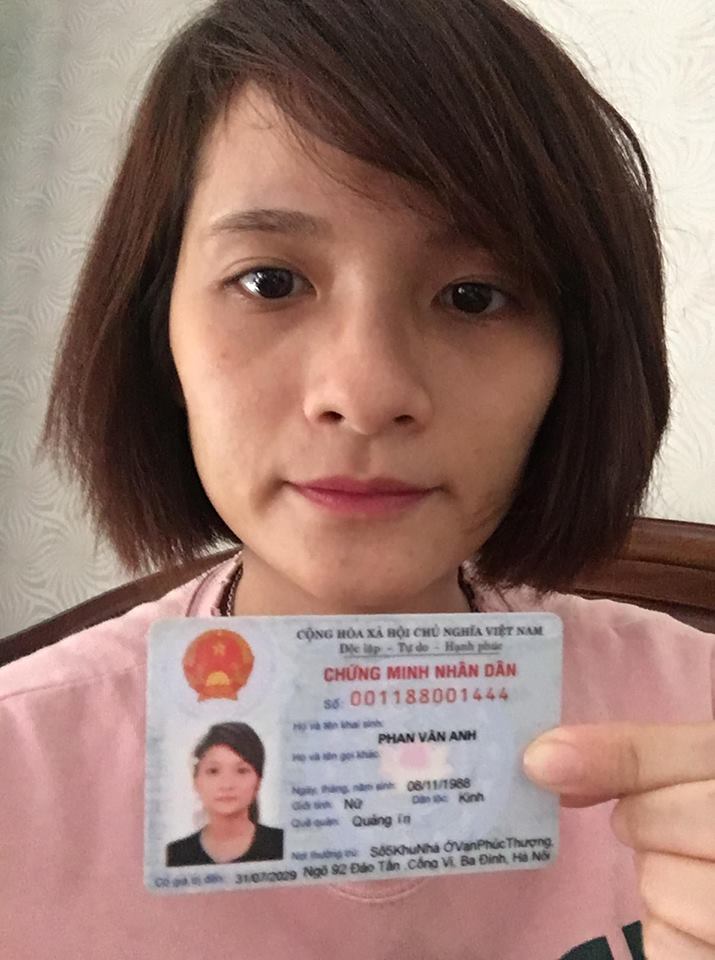 CỘNG HÒA XÃ HỘI CHỦ NGHĨA VIỆT NAM
Độc lập - Tự do - Hạnh phúc
CHỨNG MINH NHÂN DÂN
Số: 001188001444
Họ và tên khai sinh:
PHAN VÂN ANH
Họ và tên gọi khác:
Ngày, tháng, năm sinh: 08/11/1988
Giới tính: Nữ Dân tộc: Kinh
Quê quán: Quảng
Nơi thường trú: Số5KhuNhà ỞVạnPhúcThượng,
Có giá trị đến: 31/07/2029 Ngõ 92 Đào Tấn .Cống Vị, Ba Đình, Hà Nội